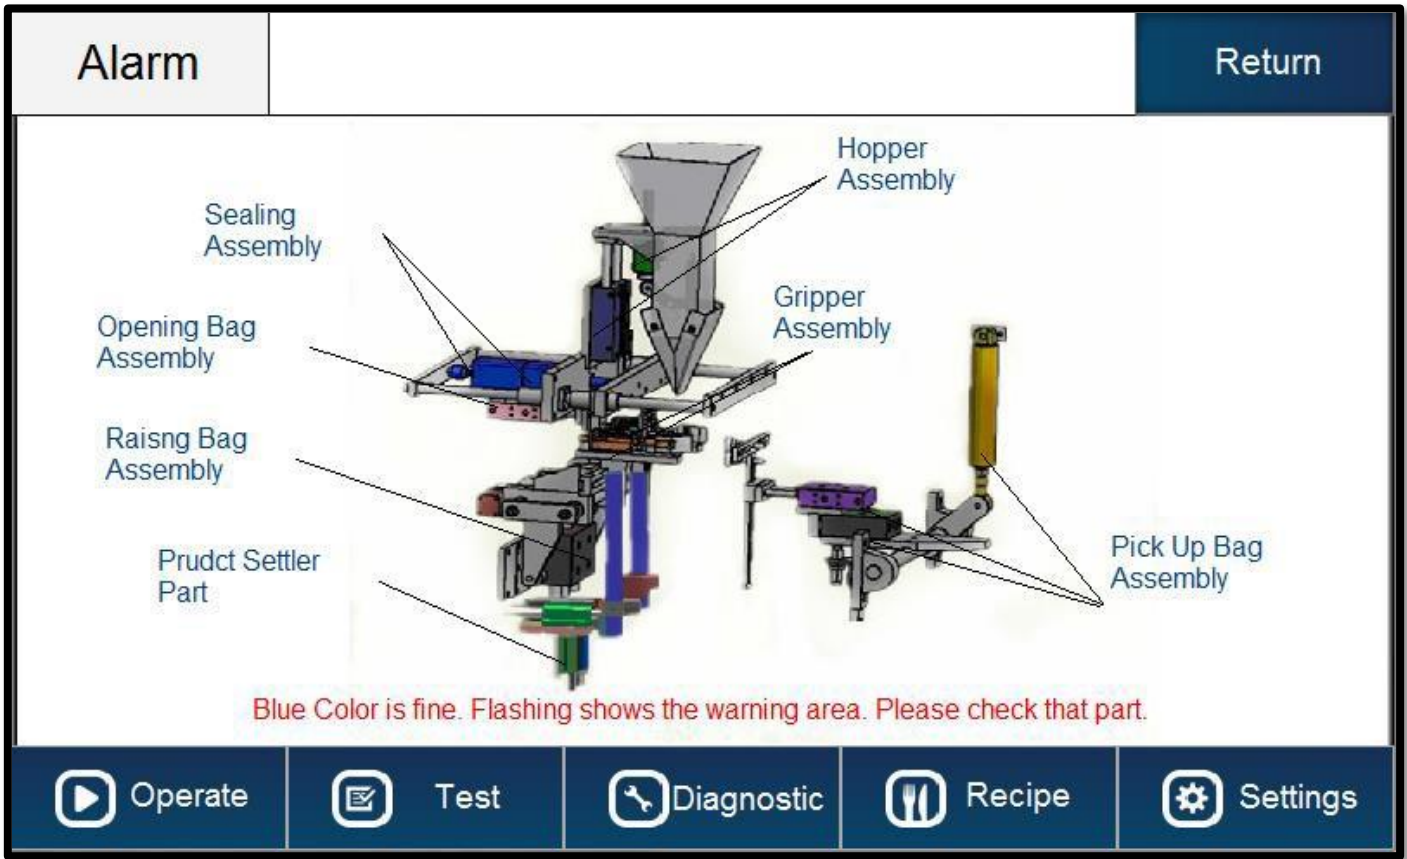 Alarm
Return
Hopper
Assembly
Sealing
Assembly
Gripper
Assembly
Opening Bag
Assembly
Raisng Bag
Assembly
Prudct Settler
Part
Pick Up Bag
Assembly
Blue Color is fine. Flashing shows the warning area. Please check that part.
Operate
Test
Diagnostic
Recipe
Settings